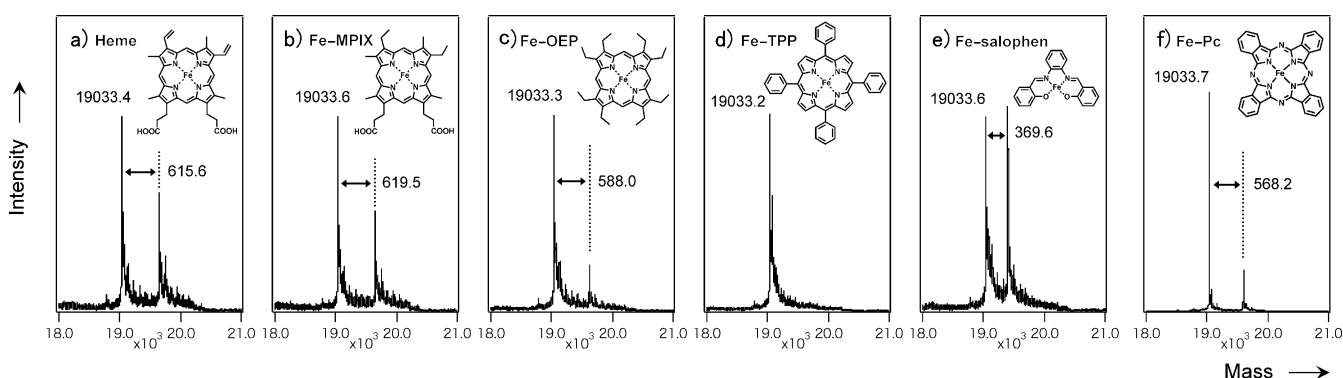 a) Heme
19033.4
615.6
N
N
N
N
Fe
HOOC
COOH
b) Fe–MPIX
19033.6
619.5
N
N
N
N
Fe
HOOC
COOH
c) Fe–OEP
19033.3
588.0
N
N
N
N
Fe
d) Fe–TPP
19033.2
N
N
N
N
Fe
e) Fe–salophen
19033.6
369.6
N
N
Fe
O
O
f) Fe–Pc
19033.7
568.2
N
N
N
N
N
N
N
N
Fe
Intensity
18.0 19.0 20.0 21.0
x10³
18.0 19.0 20.0 21.0
x10³
18.0 19.0 20.0 21.0
x10³
18.0 19.0 20.0 21.0
x10³
18.0 19.0 20.0 21.0
x10³
18.0 19.0 20.0 21.0
x10³
Mass